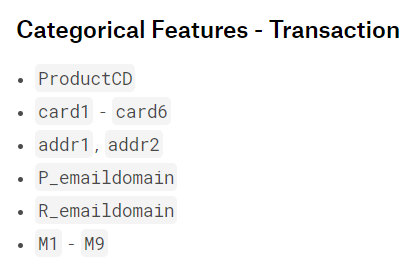 Categorical Features - Transaction
• ProductCD
• card1 - card6
• addr1, addr2
• P_emaildomain
• R_emaildomain
• M1 - M9